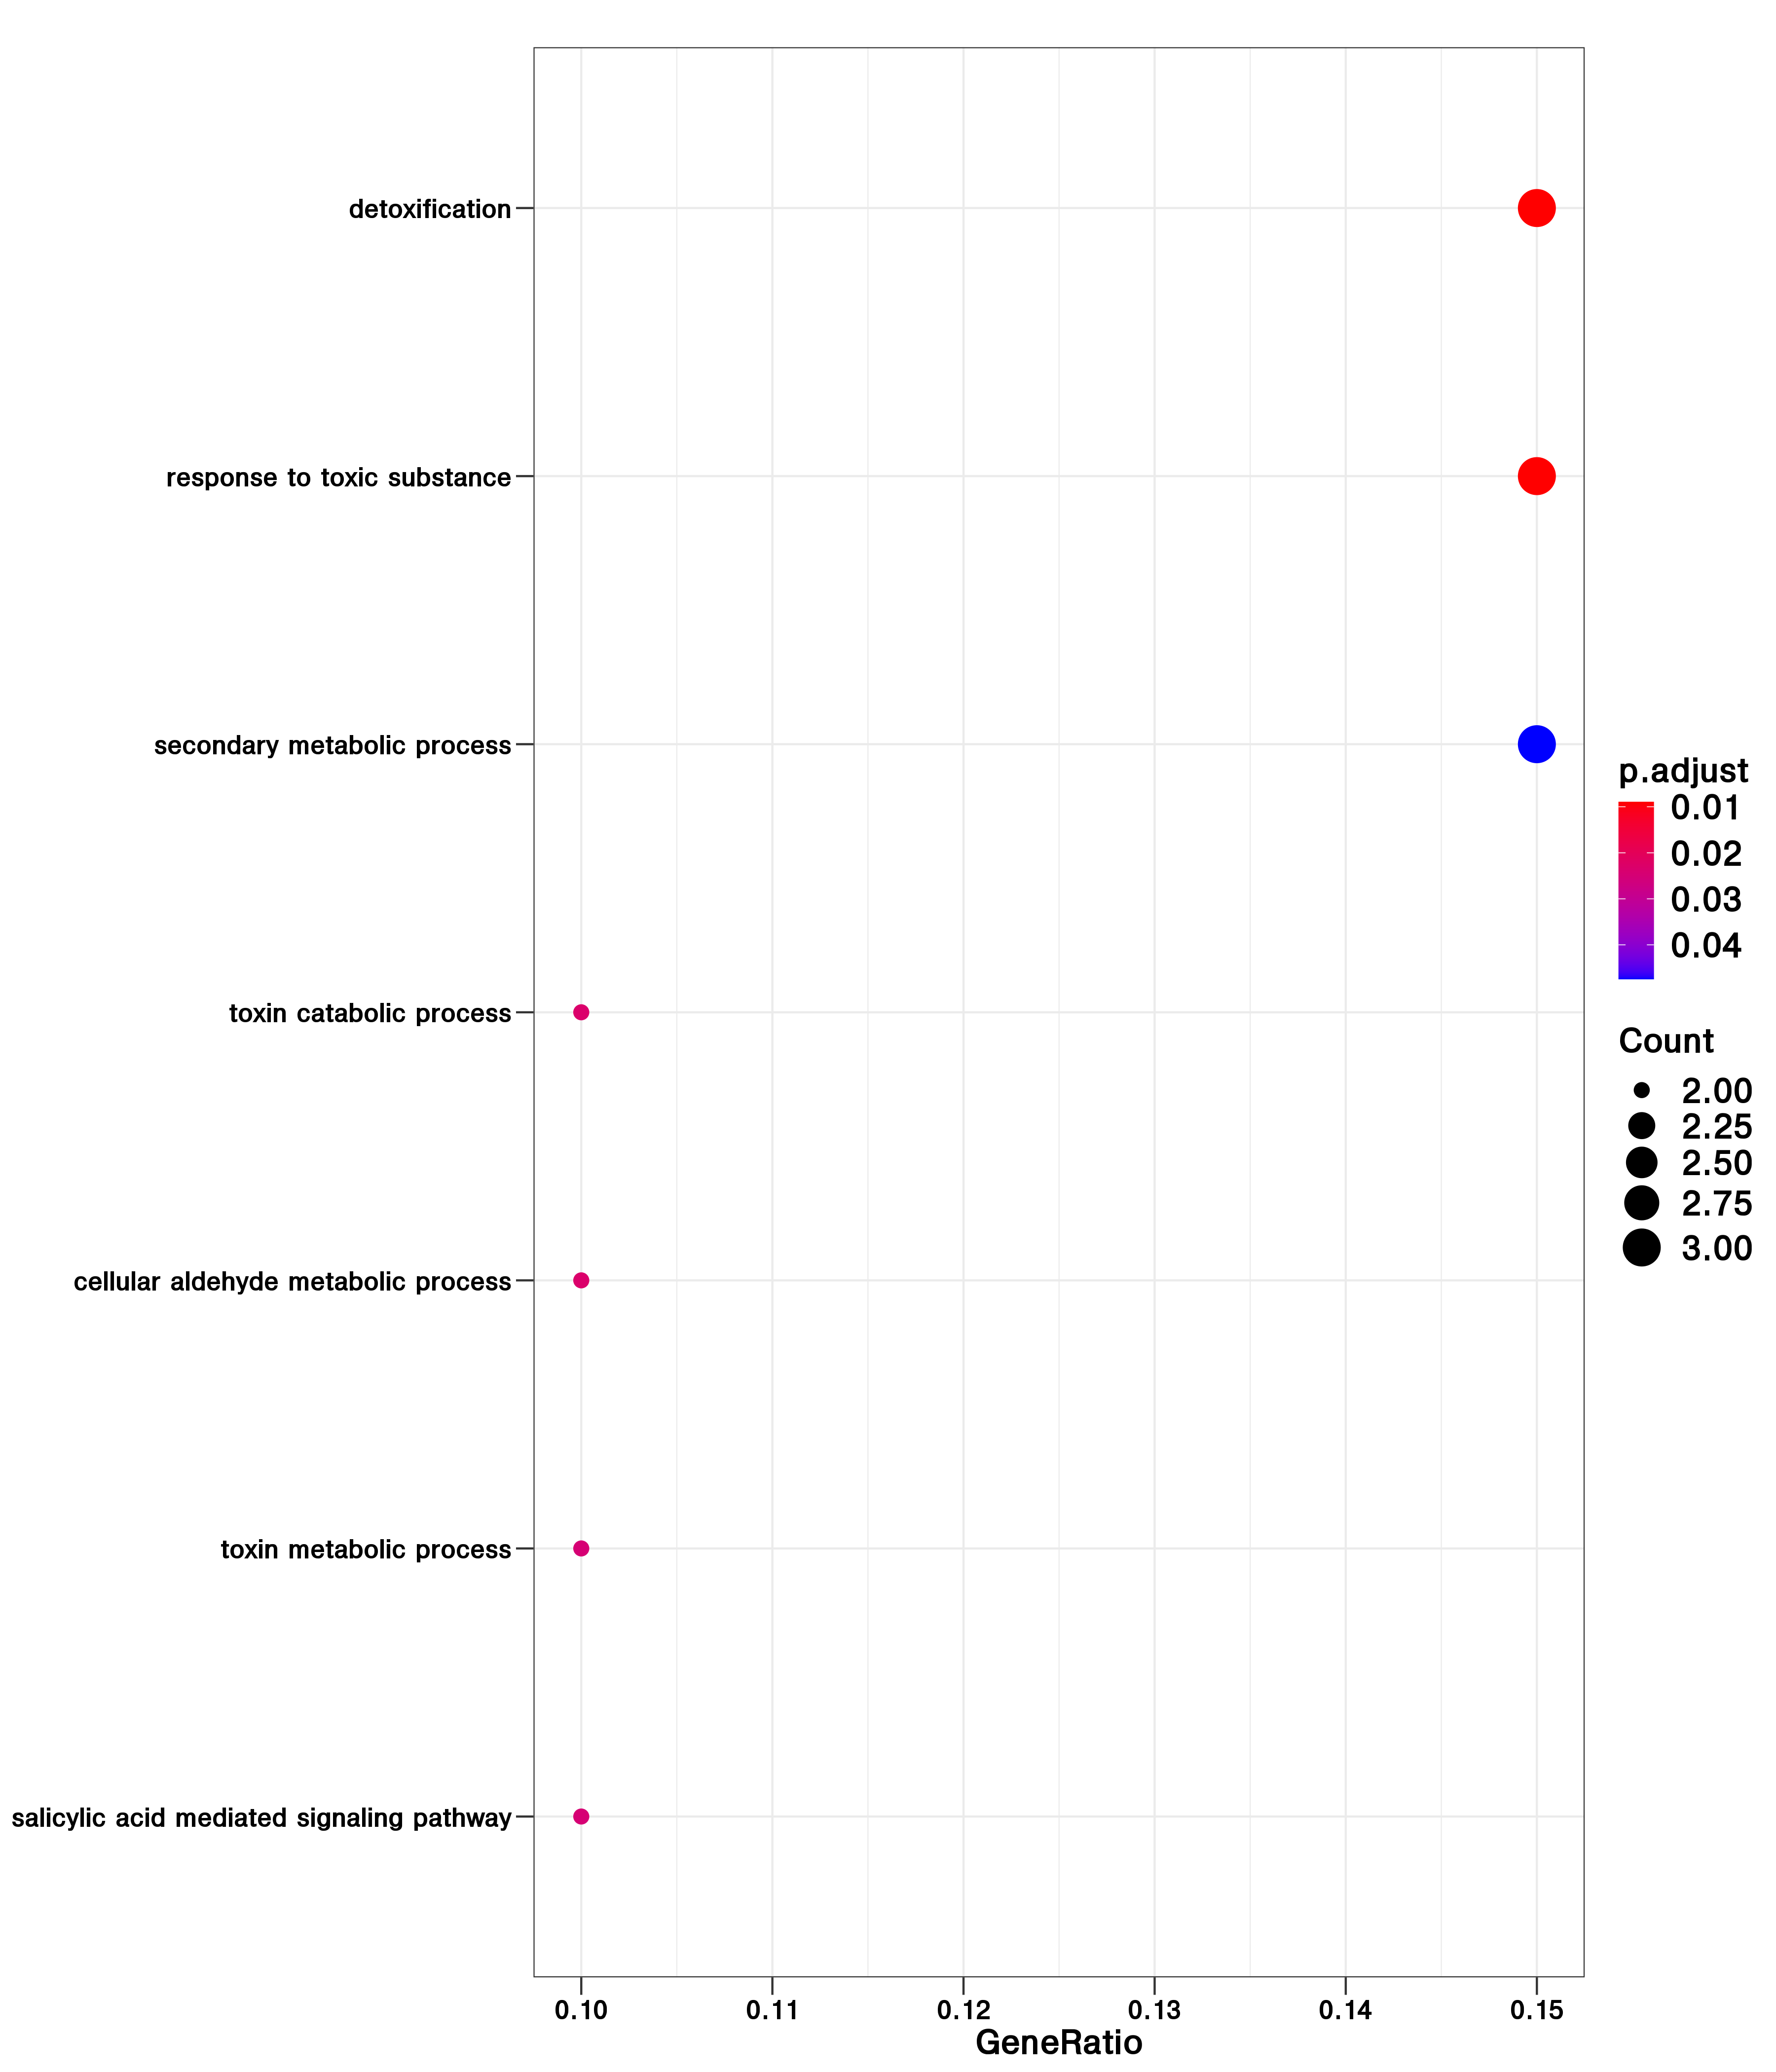 detoxification
response to toxic substance
secondary metabolic process
toxin catabolic process
cellular aldehyde metabolic process
toxin metabolic process
salicylic acid mediated signaling pathway
0.10 0.11 0.12 0.13 0.14 0.15
GeneRatio
p.adjust
0.01
0.02
0.03
0.04
Count
2.00
2.25
2.50
2.75
3.00